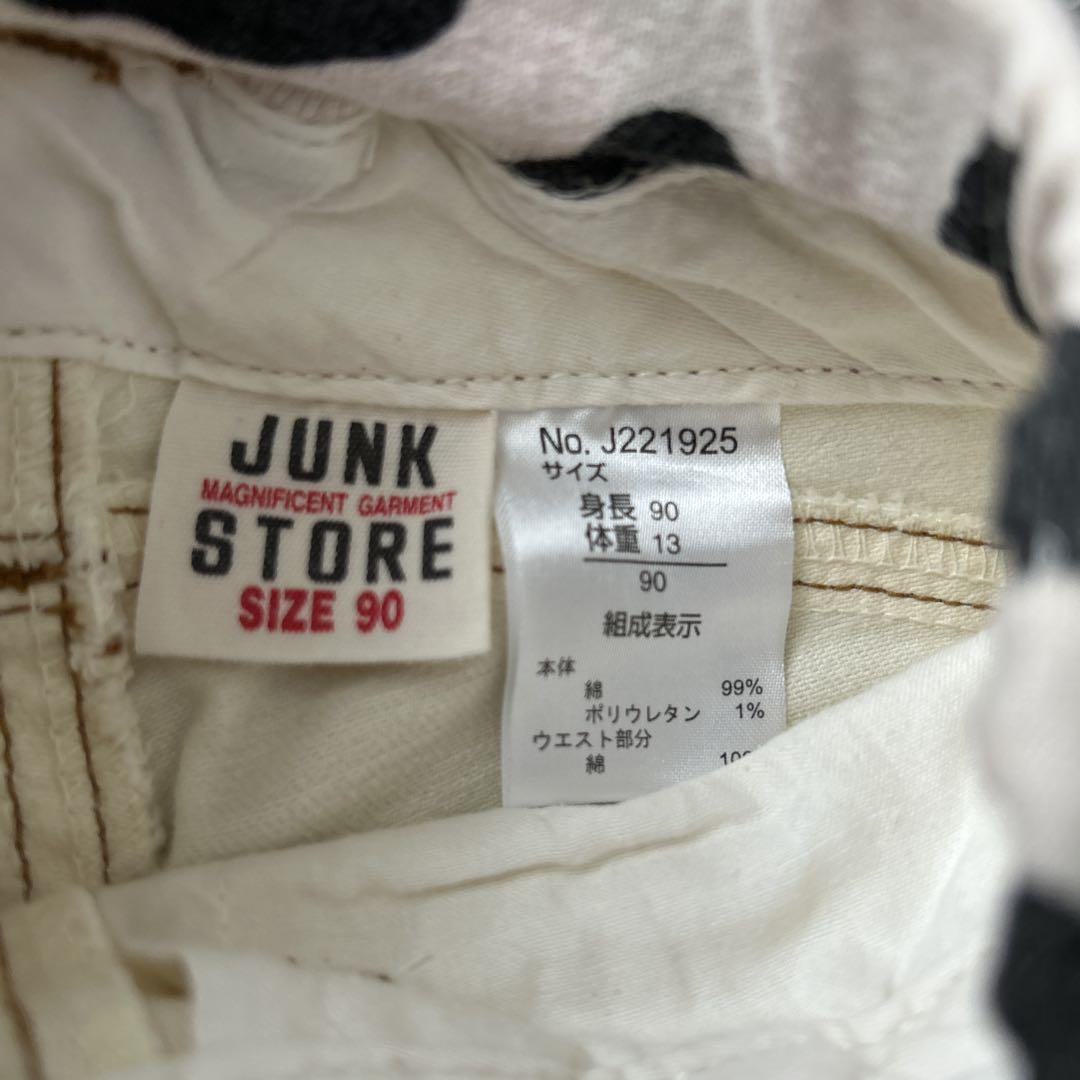 JUNK
MAGNIFICENT GARMENT
STORE
SIZE 90
No. J221925
サイズ
身長 90
体重 13
90
組成表示
本体
綿 99%
ポリウレタン 1%
ウエスト部分
綿